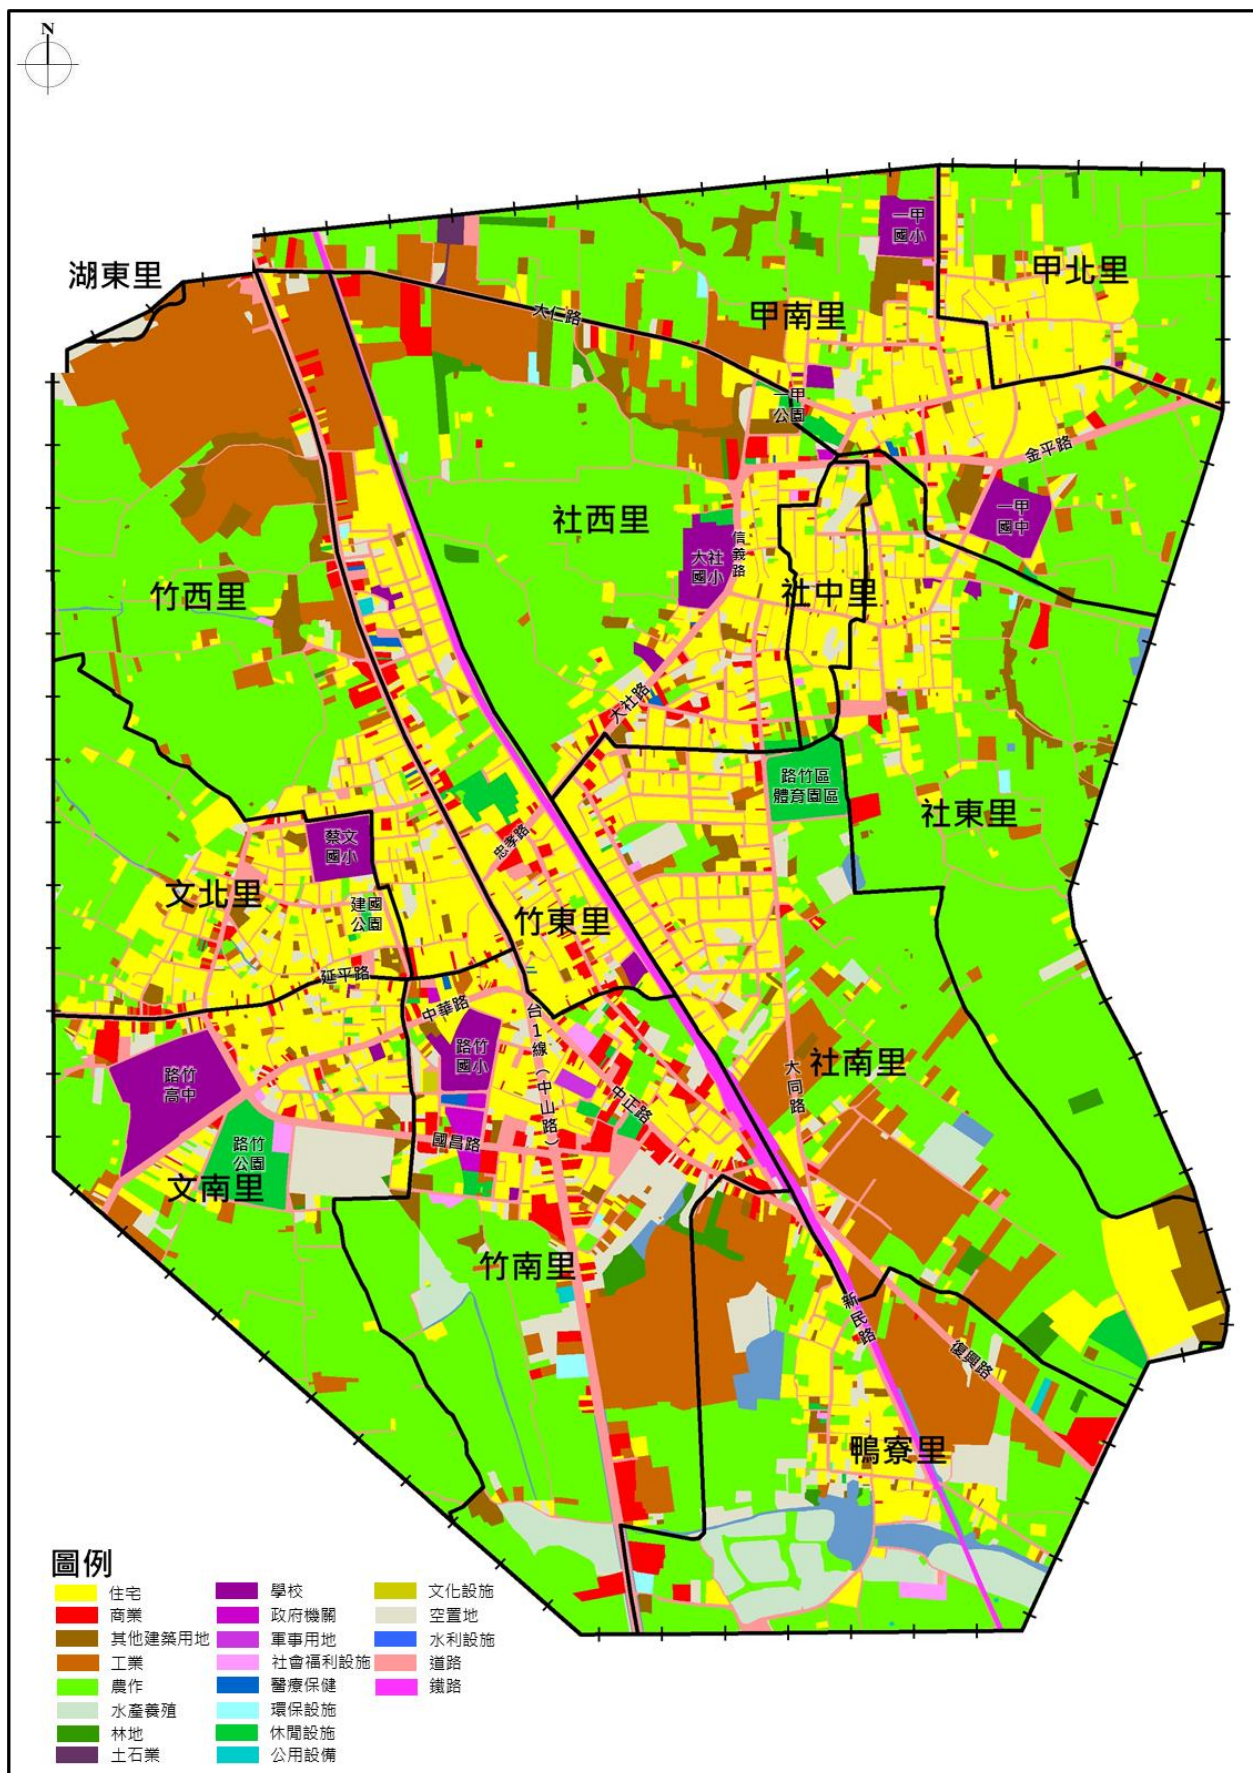 N
湖東里
大仁路
一甲
國小
甲北里
甲南里
一甲
公園
金平路
社西里
一甲
國中
信義路
大社
國小
竹西里
社中里
大社路
路竹區
體育園區
社東里
蔡文
國小
忠孝路
文北里
建國
公園
竹東里
延平路
中華路
台1線（中山路）
路竹
國小
路竹
高中
中正路
大同路
社南里
國昌路
路竹
公園
文南里
竹南里
新民路
復興路
鴨寮里
圖例
住宅
商業
其他建築用地
工業
農作
水產養殖
林地
土石業
學校
政府機關
軍事用地
社會福利設施
醫療保健
環保設施
休閒設施
公用設備
文化設施
空置地
水利設施
道路
鐵路